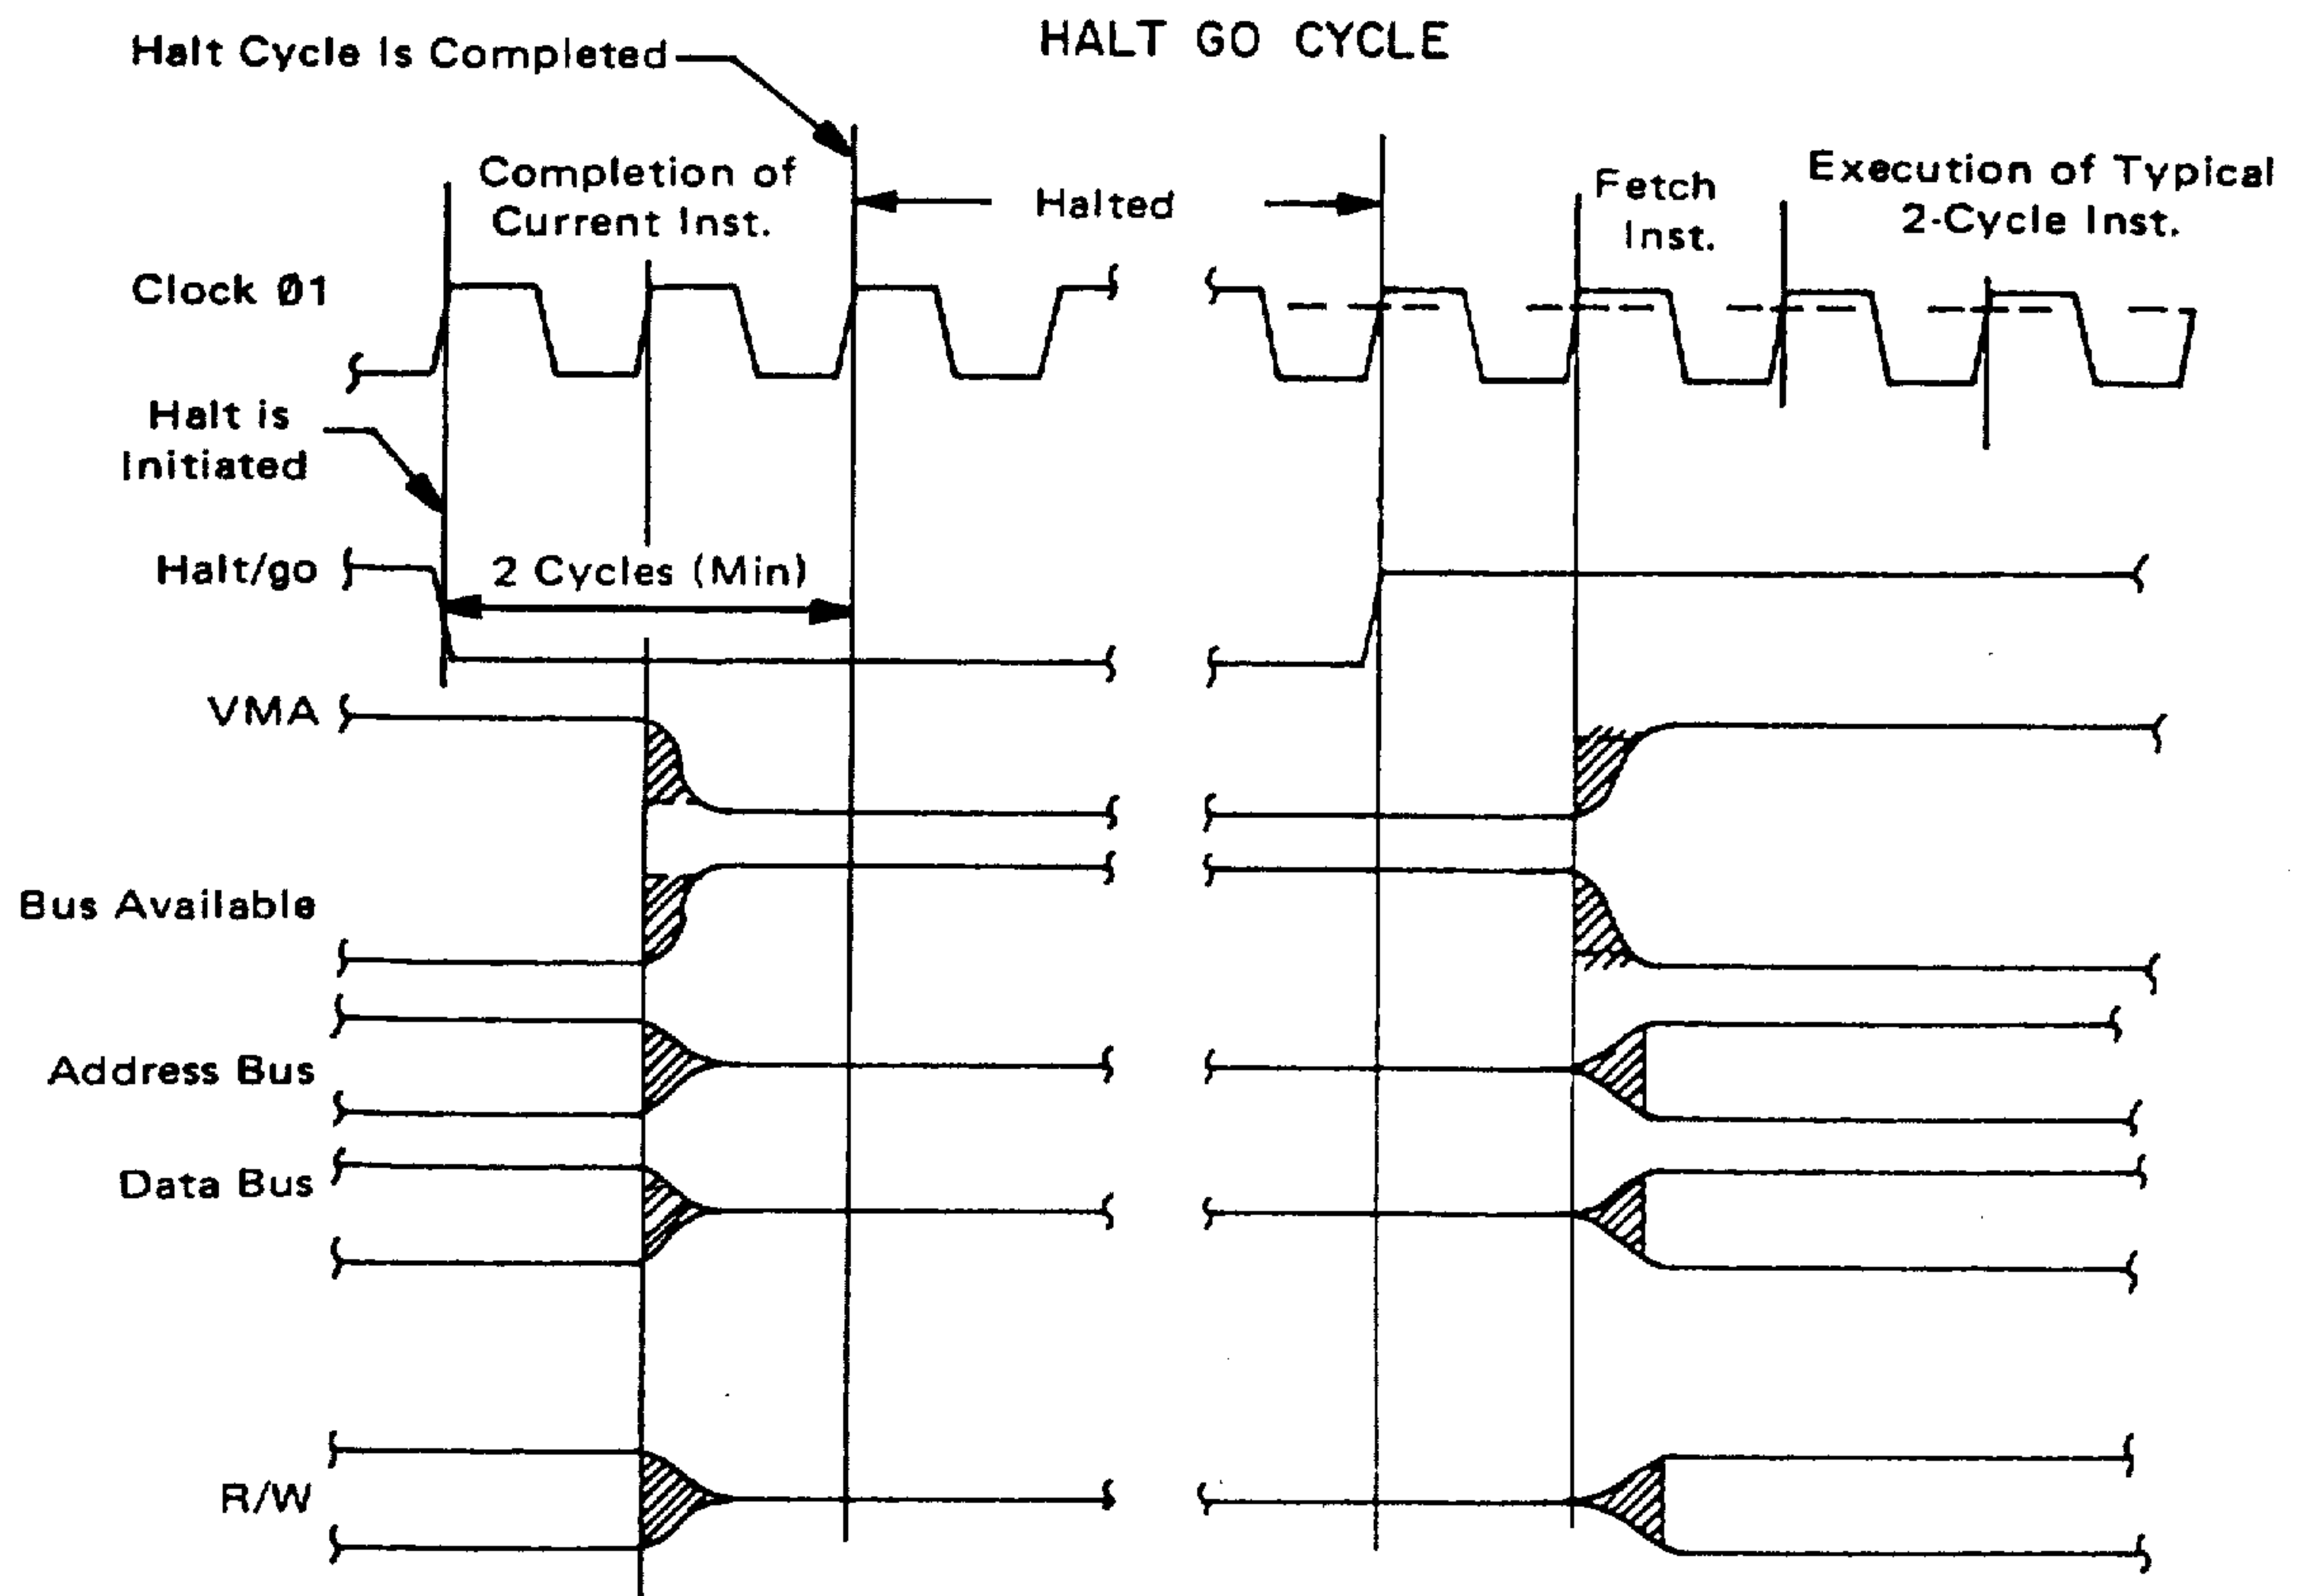 HALT GO CYCLE
Halt Cycle Is Completed
Completion of
Current Inst.
Halted
Fetch
Inst.
Execution of Typical
2-Cycle Inst.
Clock Ø1
Halt is
Initiated
Halt/go
2 Cycles (Min)
VMA
Bus Available
Address Bus
Data Bus
R/W